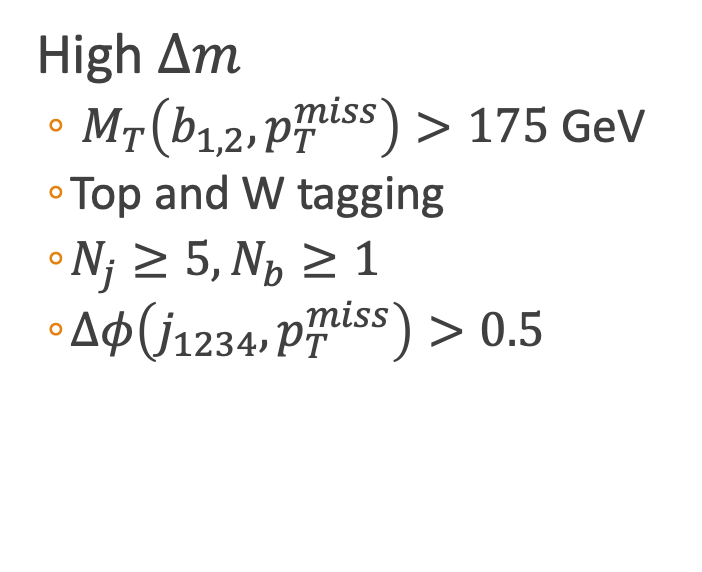 High Δm
◦ M_T(b_{1,2}, p_T^{miss}) > 175 GeV
◦ Top and W tagging
◦ N_j ≥ 5, N_b ≥ 1
◦ Δϕ(j_{1234}, p_T^{miss}) > 0.5